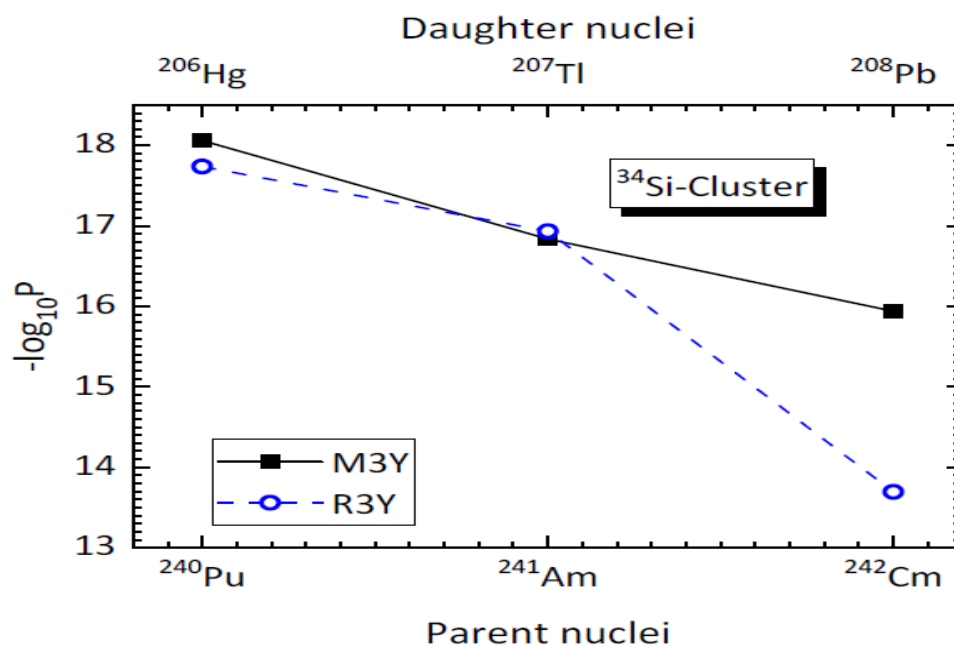 Daughter nuclei
²⁰⁶Hg ²⁰⁷Tl ²⁰⁸Pb
18
³⁴Si-Cluster
17
16
-log₁₀P
15
14
M3Y
R3Y
13
²⁴⁰Pu ²⁴¹Am ²⁴²Cm
Parent nuclei